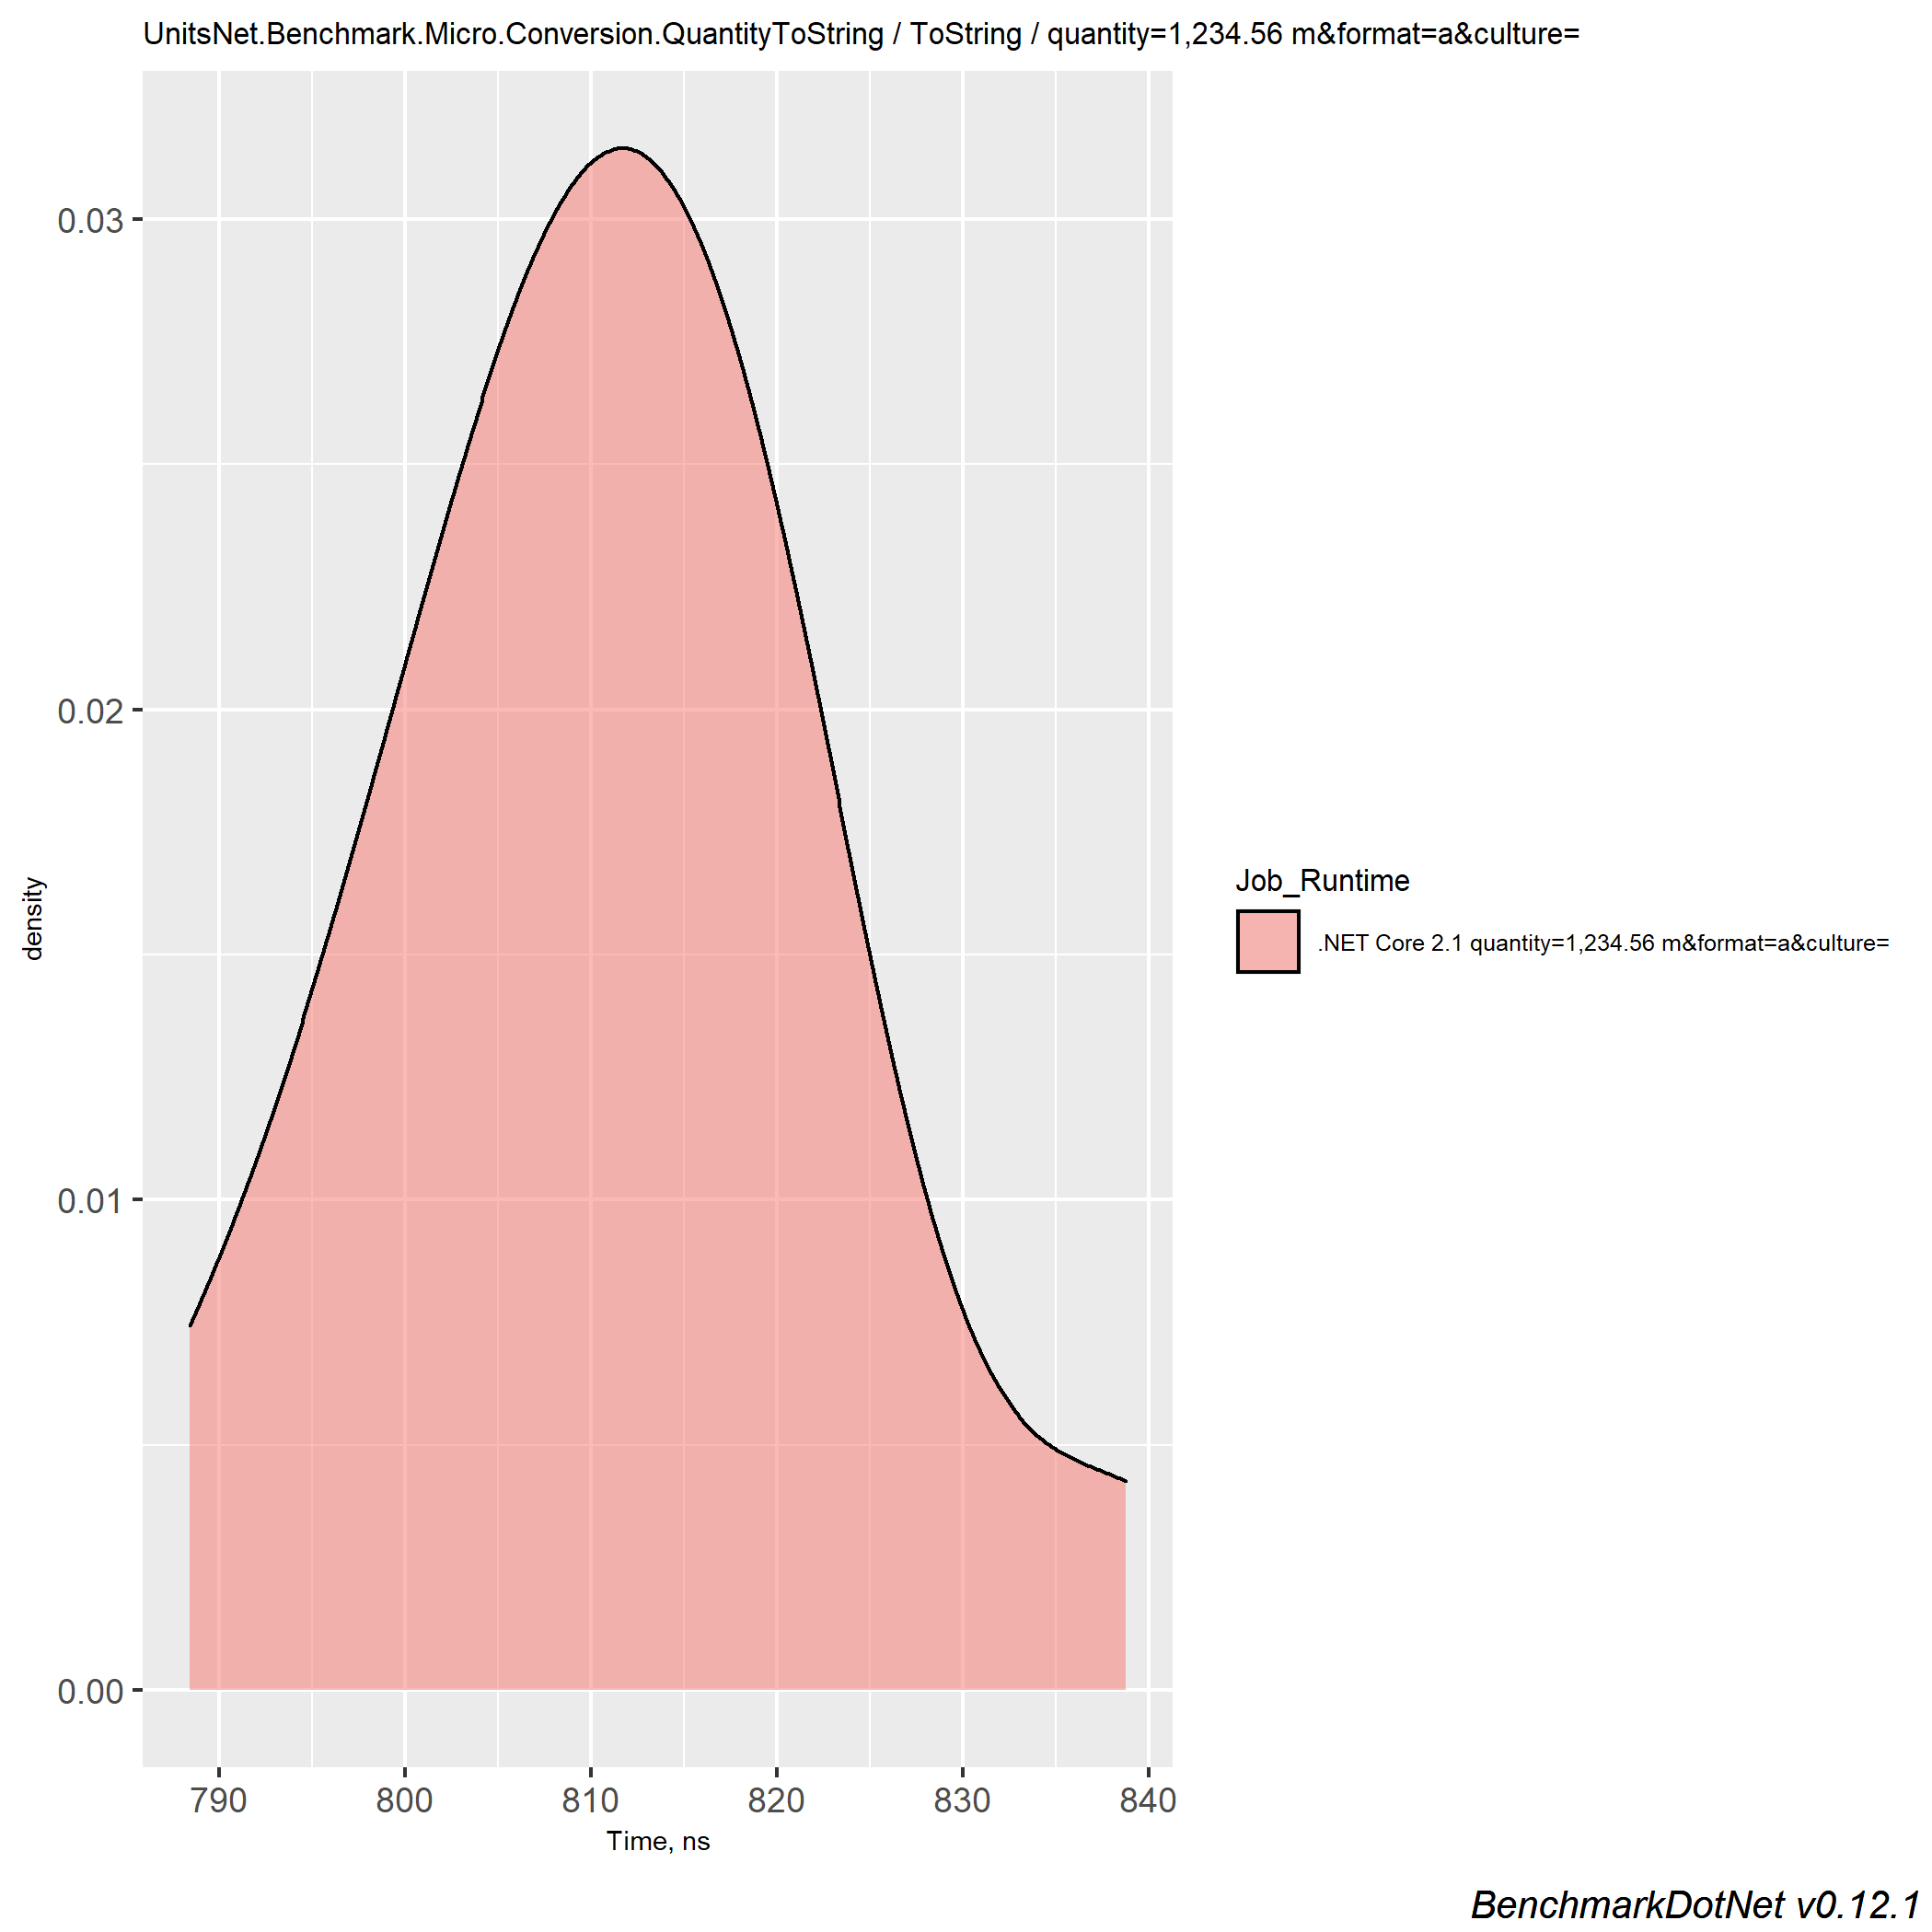 UnitsNet.Benchmark.Micro.Conversion.QuantityToString / ToString / quantity=1,234.56 m&format=a&culture=
0.03
0.02
0.01
0.00
density
790 800 810 820 830 840
Time, ns
Job_Runtime
.NET Core 2.1 quantity=1,234.56 m&format=a&culture=
BenchmarkDotNet v0.12.1